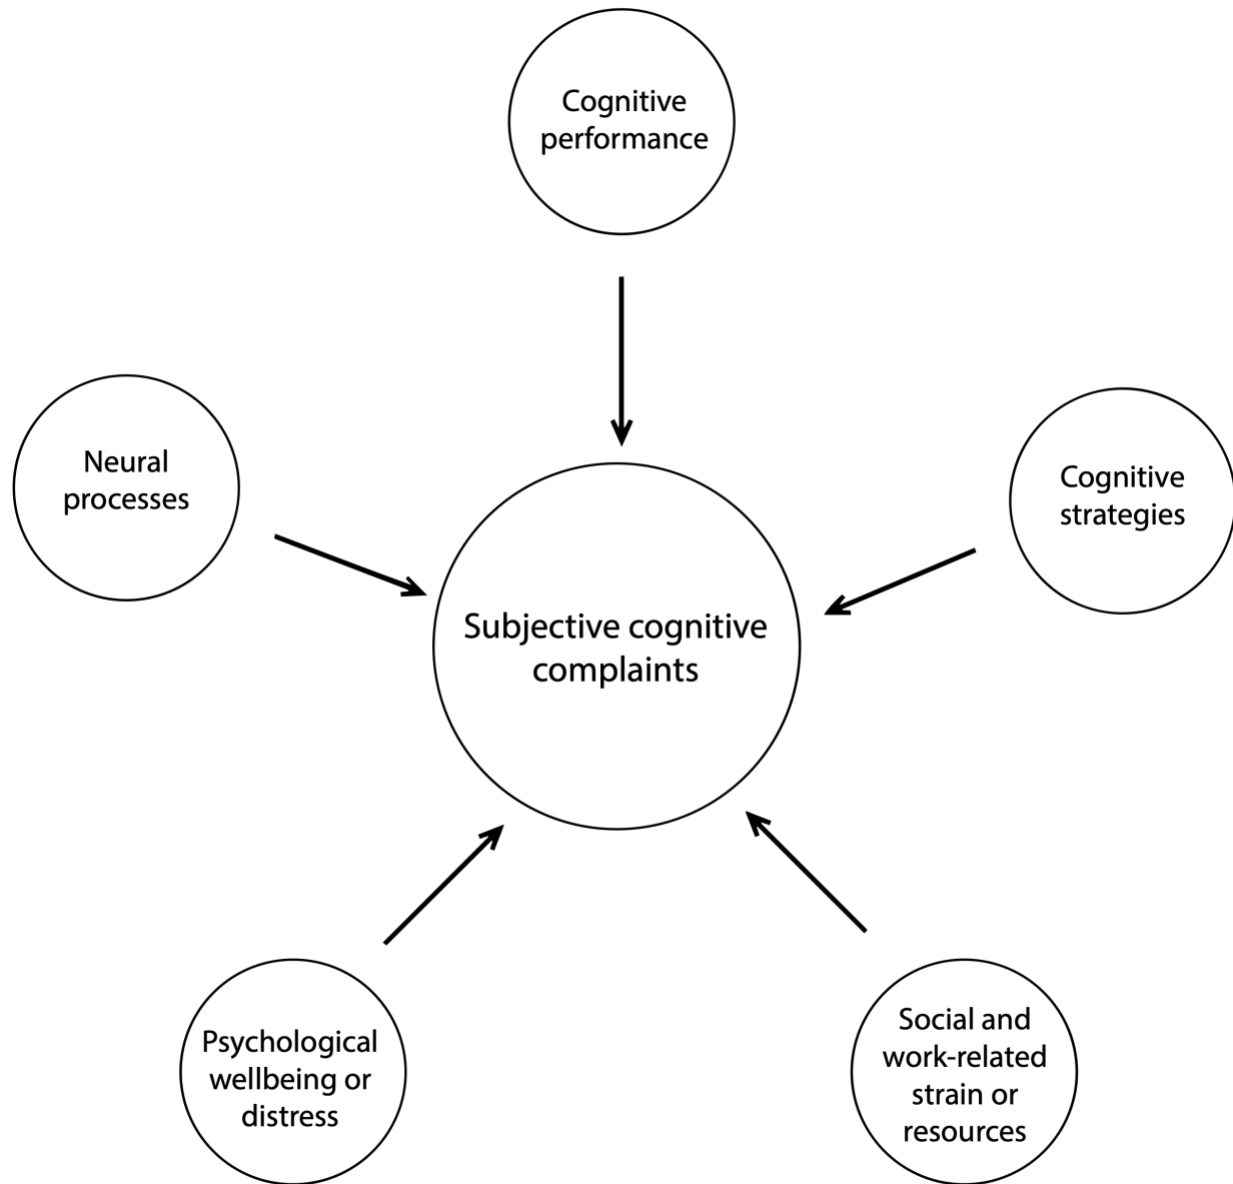 Cognitive
performance
Neural
processes
Cognitive
strategies
Subjective cognitive
complaints
Psychological
wellbeing or
distress
Social and
work-related
strain or
resources